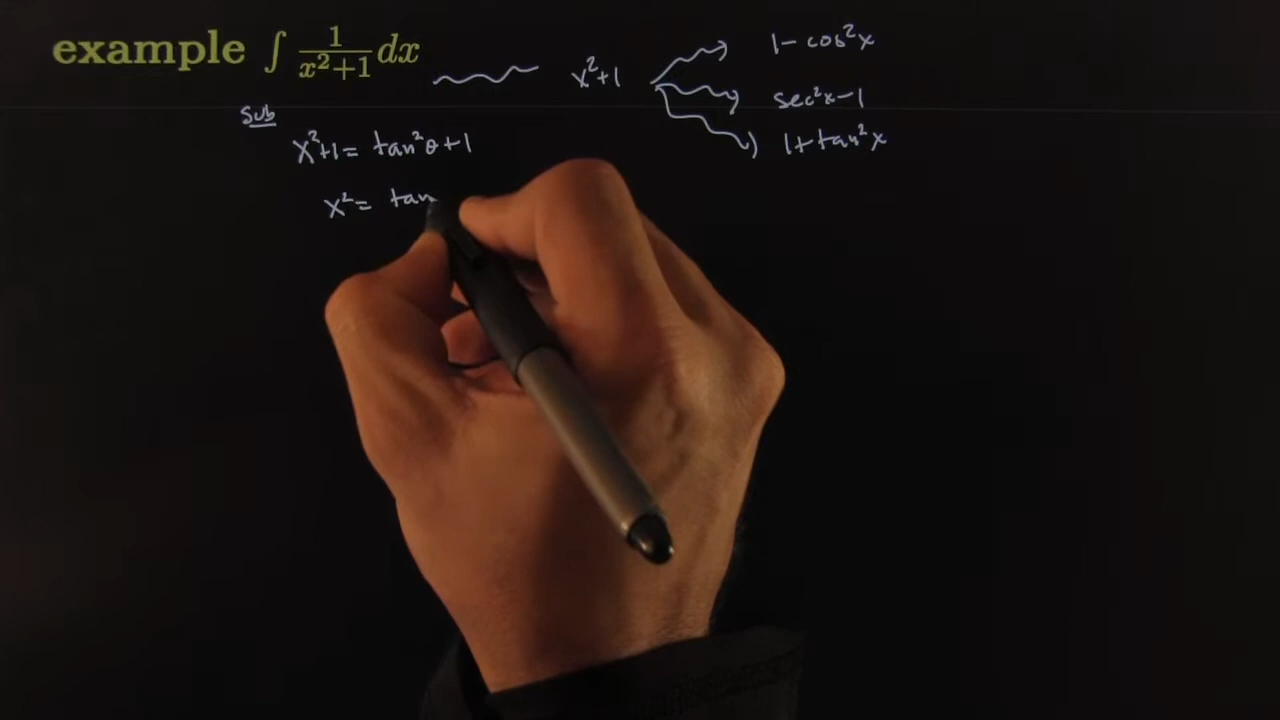 example ∫ 1/(x²+1) dx
x²+1
1 - cos²x
sec²x - 1
1 + tan²x
Sub
x²+1 = tan²θ + 1
x² = tan